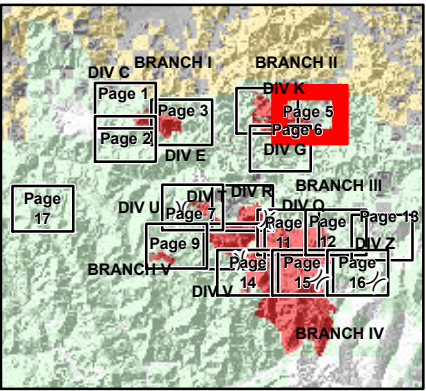 BRANCH I
BRANCH II
DIV C
DIV K
Page 1
Page 3
Page 5
Page 2
Page 6
DIV E
DIV G
Page
17
DIV T
DIV R
BRANCH III
DIV U
Page 7
DIV O
Page
11
Page
12
Page 13
Page 9
DIV Z
BRANCH V
Page
14
Page
15
Page
16
DIV V
BRANCH IV